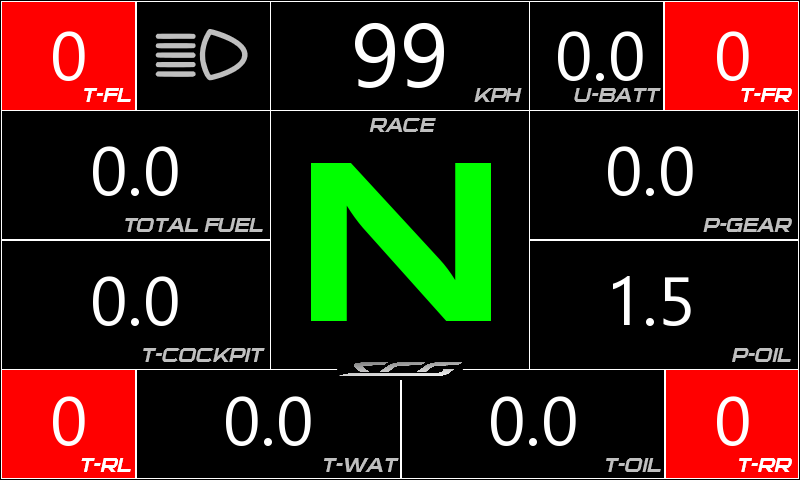 0
T-FL
99
KPH
0.0
U-BATT
0
T-FR
0.0
TOTAL FUEL
RACE
N
0.0
P-GEAR
0.0
T-COCKPIT
1.5
P-OIL
SCG
0
T-RL
0.0
T-WAT
0.0
T-OIL
0
T-RR